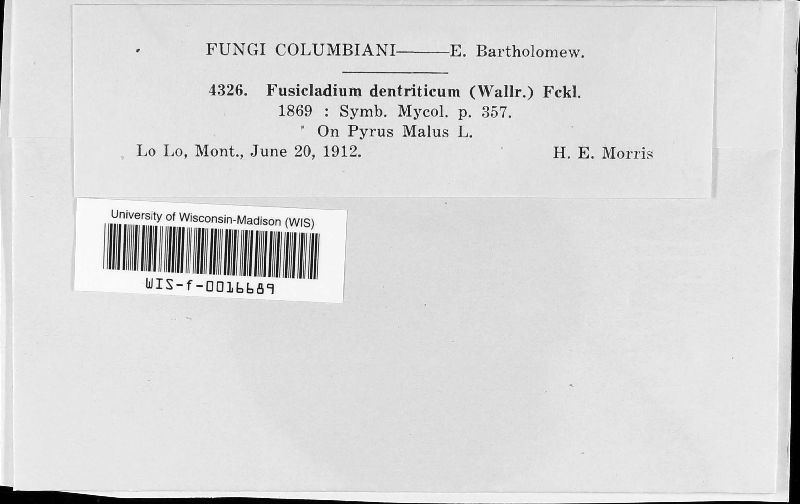 FUNGI COLUMBIANI———E. Bartholomew.
4326. Fusicladium dentriticum (Wallr.) Fckl.
1869 : Symb. Mycol. p. 357.
On Pyrus Malus L.
Lo Lo, Mont., June 20, 1912. H. E. Morris
University of Wisconsin-Madison (WIS)
WIS-f-0016689